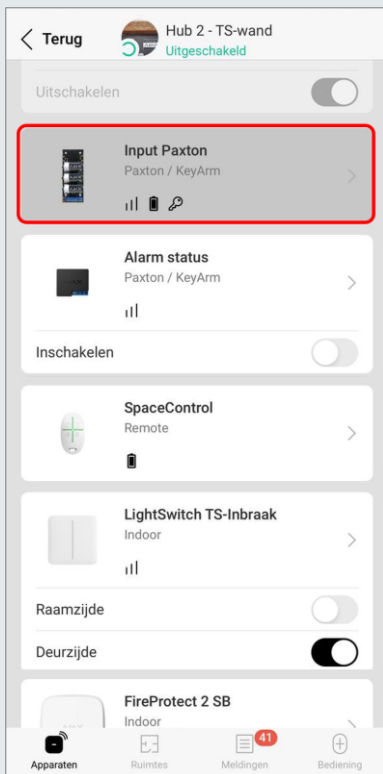 Terug
Hub 2 - TS-wand
Uitgeschakeld
Uitschakelen
Input Paxton
Paxton / KeyArm
Alarm status
Paxton / KeyArm
Inschakelen
SpaceControl
Remote
LightSwitch TS-Inbraak
Indoor
Raamzijde
Deurzijde
FireProtect 2 SB
Indoor
41
Apparaten
Ruimtes
Meldingen
Bediening